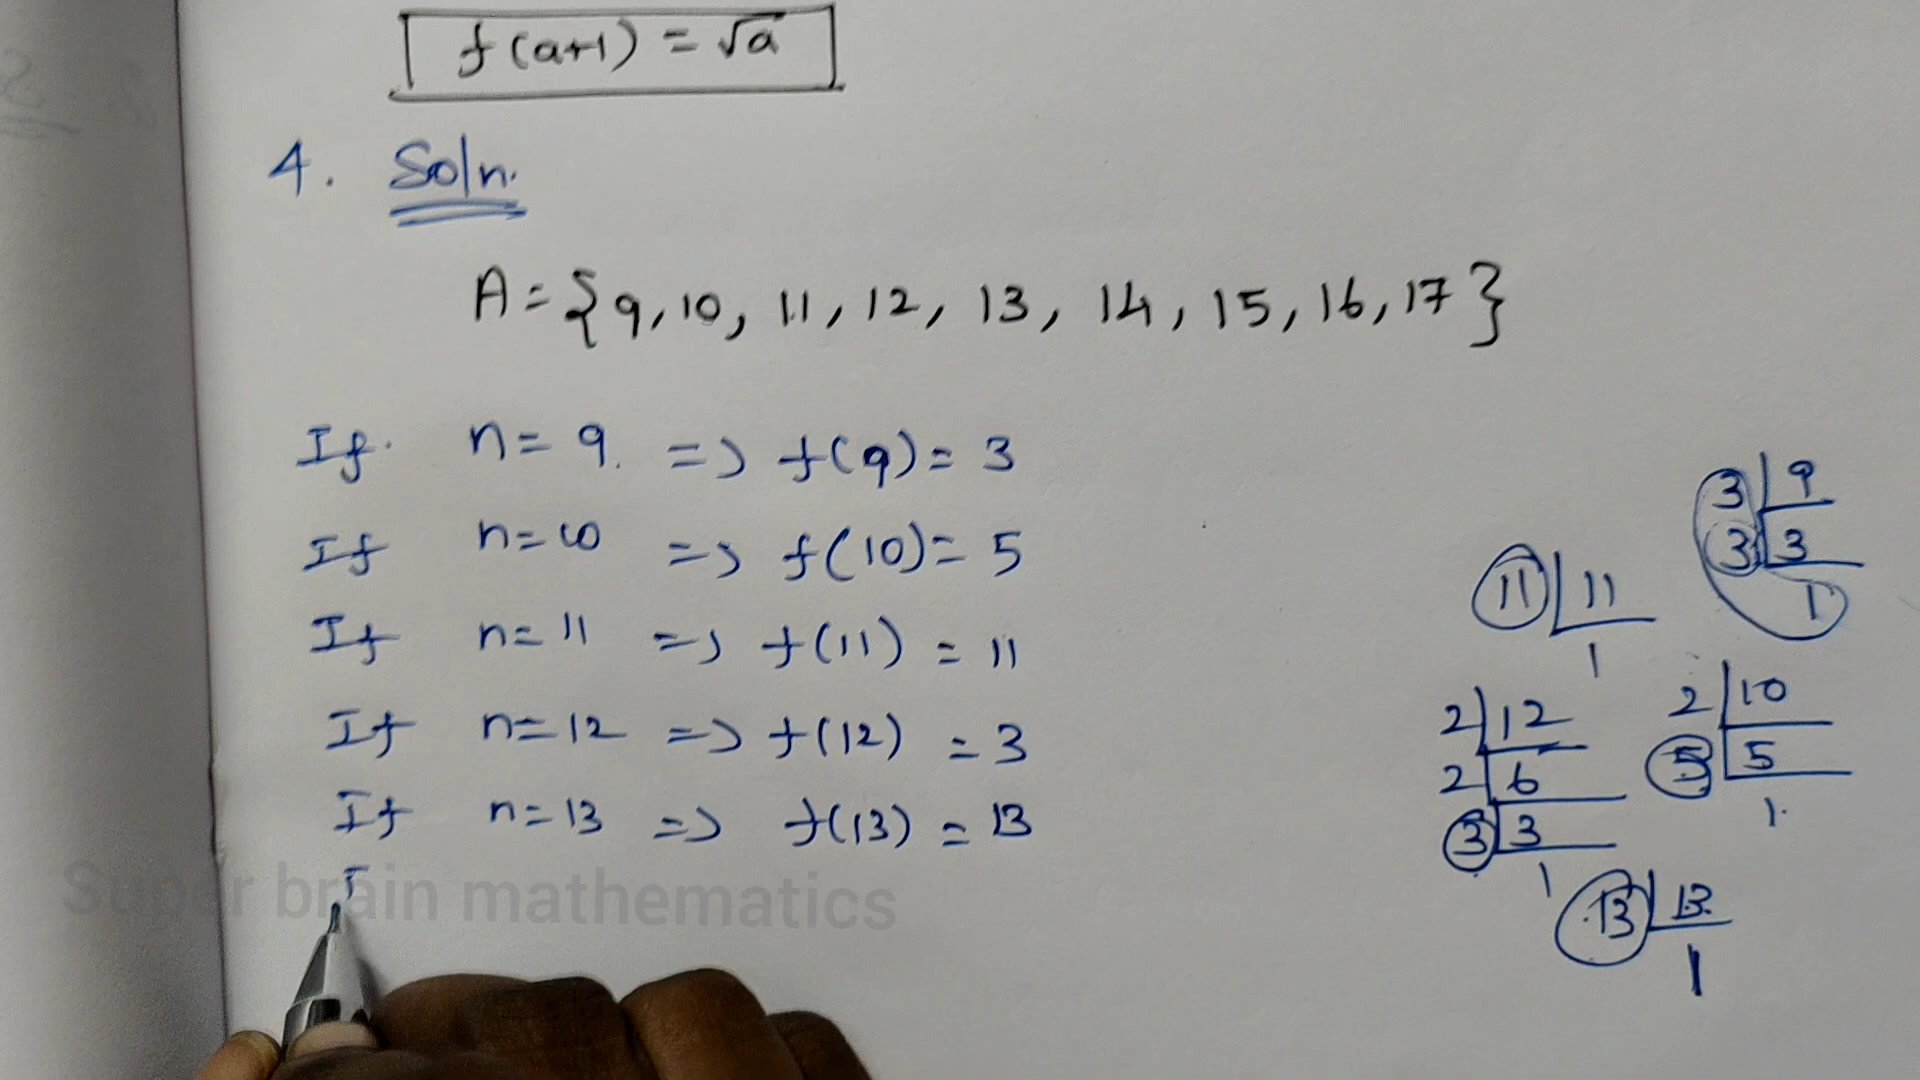 f(a+1) = √a
4. Soln.
A = {9, 10, 11, 12, 13, 14, 15, 16, 17}
If n = 9. => f(9) = 3
If n = 10 => f(10) = 5
If n = 11 => f(11) = 11
If n = 12 => f(12) = 3
If n = 13 => f(13) = 13
I
Super brain mathematics
3 | 9
3 | 3
1
11 | 11
1
2 | 10
5 | 5
1
2 | 12
2 | 6
3 | 3
1
13 | 13
1